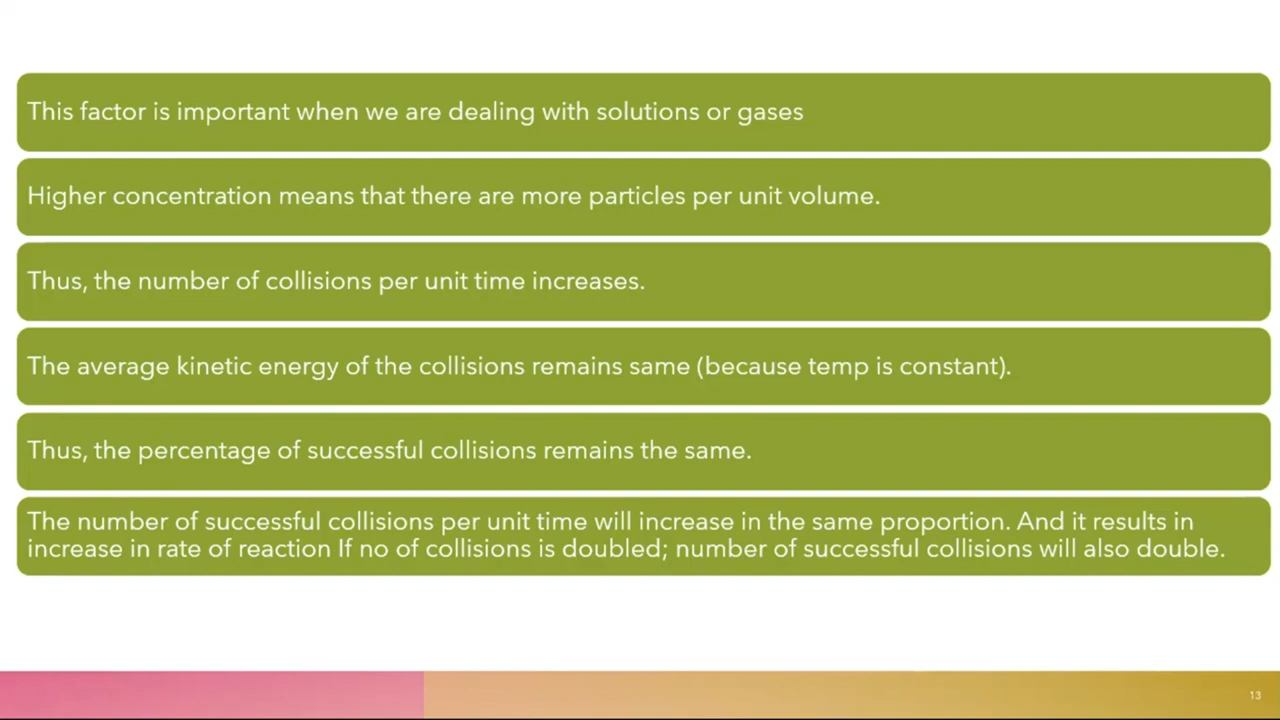 This factor is important when we are dealing with solutions or gases
Higher concentration means that there are more particles per unit volume.
Thus, the number of collisions per unit time increases.
The average kinetic energy of the collisions remains same (because temp is constant).
Thus, the percentage of successful collisions remains the same.
The number of successful collisions per unit time will increase in the same proportion. And it results in
increase in rate of reaction If no of collisions is doubled; number of successful collisions will also double.
13